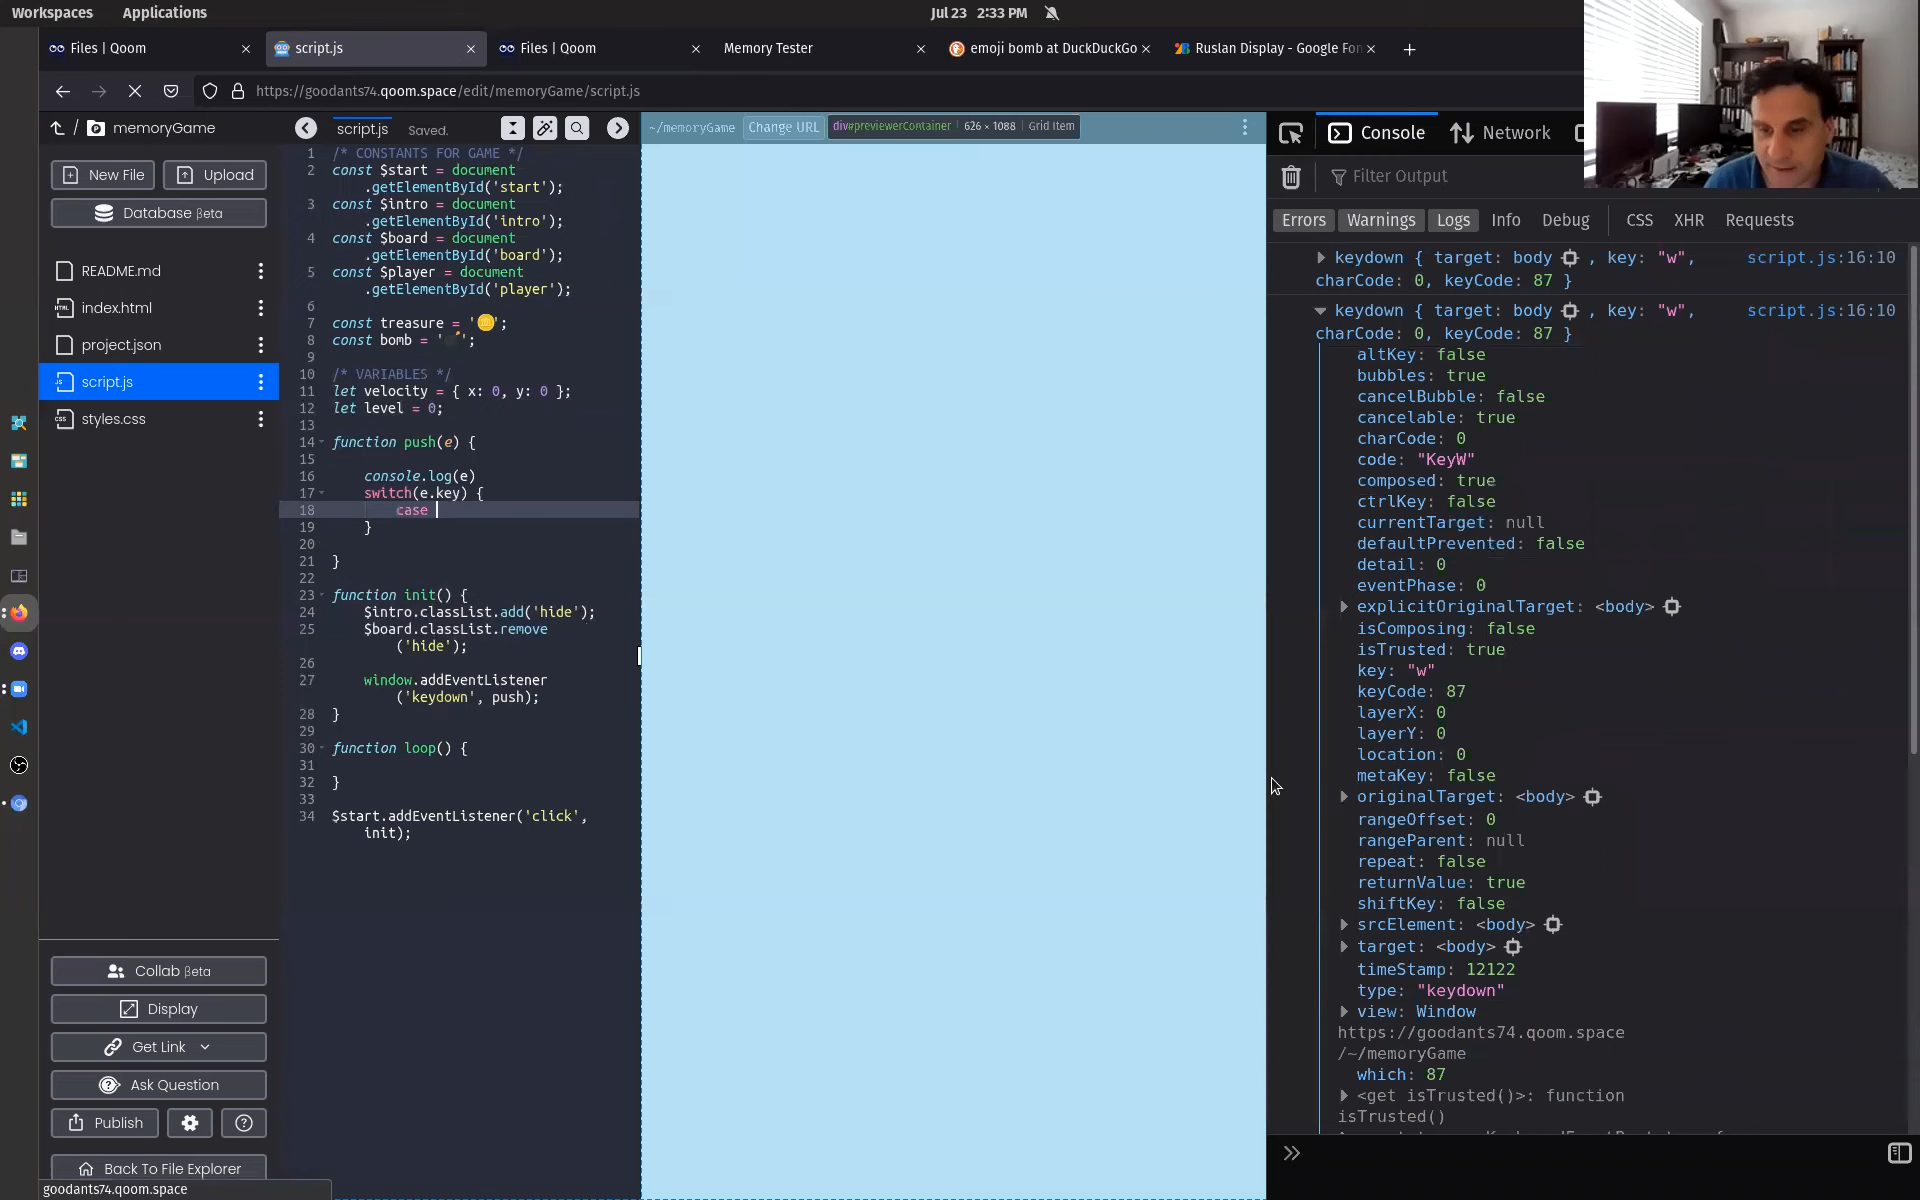 Workspaces Applications Jul 23 2:33 PM
Files | Qoom × script.js × Files | Qoom × Memory Tester × emoji bomb at DuckDuckGo × Ruslan Display - Google Fon × +
https://goodants74.qoom.space/edit/memoryGame/script.js
/ memoryGame
New File Upload
Database βeta
README.md
index.html
project.json
script.js
styles.css
Collab βeta
Display
Get Link
Ask Question
Publish
Back To File Explorer
goodants74.qoom.space
script.js Saved.
1 /* CONSTANTS FOR GAME */
2 const $start = document
.getElementById('start');
3 const $intro = document
.getElementById('intro');
4 const $board = document
.getElementById('board');
5 const $player = document
.getElementById('player');
6
7 const treasure = '🪙';
8 const bomb = '💣';
9
10 /* VARIABLES */
11 let velocity = { x: 0, y: 0 };
12 let level = 0;
13
14 function push(e) {
15
16 console.log(e)
17 switch(e.key) {
18 case
19 }
20
21 }
22
23 function init() {
24 $intro.classList.add('hide');
25 $board.classList.remove
('hide');
26
27 window.addEventListener
('keydown', push);
28 }
29
30 function loop() {
31
32 }
33
34 $start.addEventListener('click',
init);
~/memoryGame Change URL div#previewerContainer | 626 × 1088 | Grid Item
Console Network
Filter Output
Errors Warnings Logs Info Debug CSS XHR Requests
keydown { target: body , key: "w", script.js:16:10
charCode: 0, keyCode: 87 }
keydown { target: body , key: "w", script.js:16:10
charCode: 0, keyCode: 87 }
altKey: false
bubbles: true
cancelBubble: false
cancelable: true
charCode: 0
code: "KeyW"
composed: true
ctrlKey: false
currentTarget: null
defaultPrevented: false
detail: 0
eventPhase: 0
explicitOriginalTarget: <body>
isComposing: false
isTrusted: true
key: "w"
keyCode: 87
layerX: 0
layerY: 0
location: 0
metaKey: false
originalTarget: <body>
rangeOffset: 0
rangeParent: null
repeat: false
returnValue: true
shiftKey: false
srcElement: <body>
target: <body>
timeStamp: 12122
type: "keydown"
view: Window
https://goodants74.qoom.space
/~/memoryGame
which: 87
<get isTrusted()>: function
isTrusted()